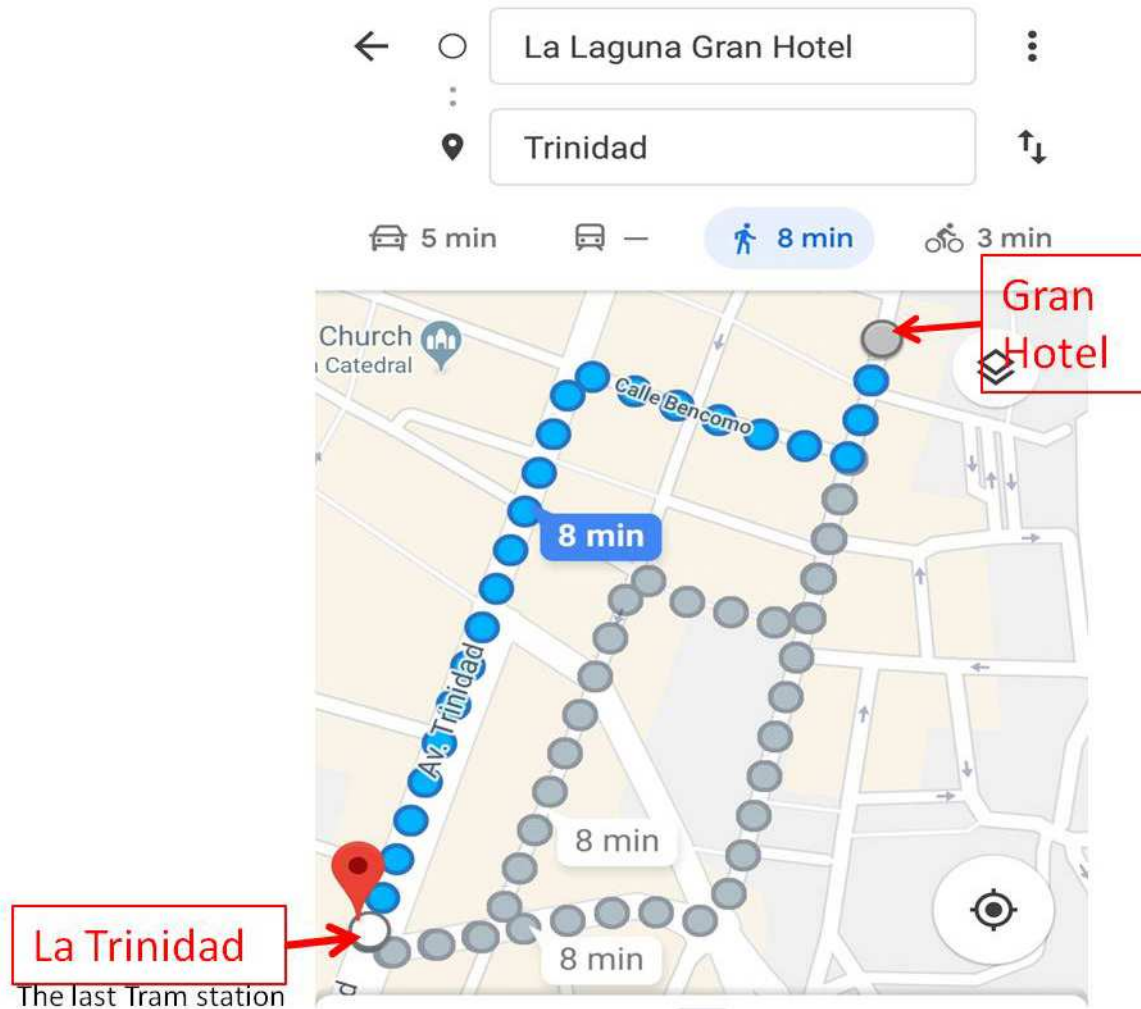 La Laguna Gran Hotel
Trinidad
5 min
—
8 min
3 min
Gran
Hotel
Church
Catedral
Calle Bencomo
8 min
Av. Trinidad
8 min
8 min
La Trinidad
The last Tram station